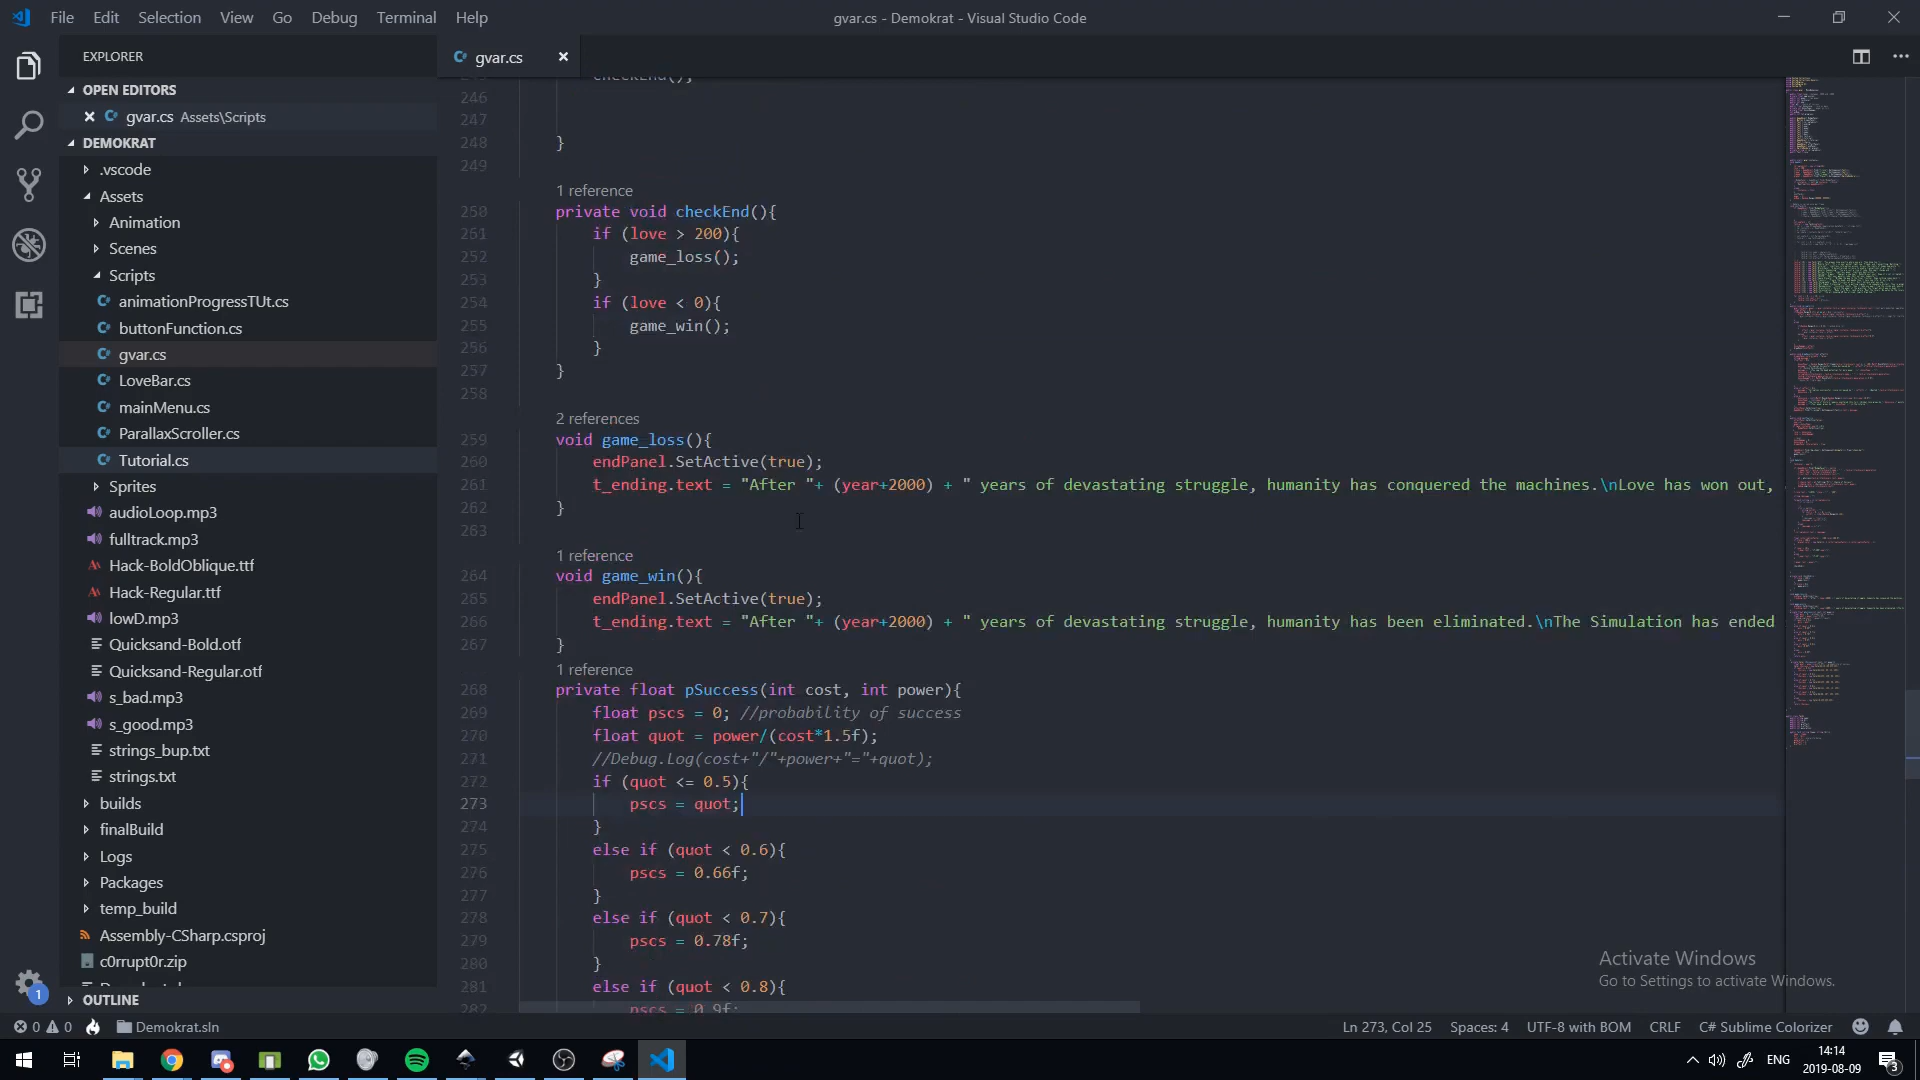 File Edit Selection View Go Debug Terminal Help
gvar.cs - Demokrat - Visual Studio Code
EXPLORER
OPEN EDITORS
gvar.cs Assets\Scripts
DEMOKRAT
.vscode
Assets
Animation
Scenes
Scripts
animationProgressTUt.cs
buttonFunction.cs
gvar.cs
LoveBar.cs
mainMenu.cs
ParallaxScroller.cs
Tutorial.cs
Sprites
audioLoop.mp3
fulltrack.mp3
Hack-BoldOblique.ttf
Hack-Regular.ttf
lowD.mp3
Quicksand-Bold.otf
Quicksand-Regular.otf
s_bad.mp3
s_good.mp3
strings_bup.txt
strings.txt
builds
finalBuild
Logs
Packages
temp_build
Assembly-CSharp.csproj
c0rrupt0r.zip
OUTLINE
gvar.cs
checkEnd();
246
247
248 }
249
1 reference
250 private void checkEnd(){
251 if (love > 200){
252 game_loss();
253 }
254 if (love < 0){
255 game_win();
256 }
257 }
258
2 references
259 void game_loss(){
260 endPanel.SetActive(true);
261 t_ending.text = "After "+ (year+2000) + " years of devastating struggle, humanity has conquered the machines.\nLove has won out,
262 }
263
1 reference
264 void game_win(){
265 endPanel.SetActive(true);
266 t_ending.text = "After "+ (year+2000) + " years of devastating struggle, humanity has been eliminated.\nThe Simulation has ended
267 }
1 reference
268 private float pSuccess(int cost, int power){
269 float pscs = 0; //probability of success
270 float quot = power/(cost*1.5f);
271 //Debug.Log(cost+"/"+power+"="+quot);
272 if (quot <= 0.5){
273 pscs = quot;
274 }
275 else if (quot < 0.6){
276 pscs = 0.66f;
277 }
278 else if (quot < 0.7){
279 pscs = 0.78f;
280 }
281 else if (quot < 0.8){
282 pscs = 0.9f;
Activate Windows
Go to Settings to activate Windows.
1
0 0 Demokrat.sln
Ln 273, Col 25 Spaces: 4 UTF-8 with BOM CRLF C# Sublime Colorizer
ENG
14:14
2019-08-09
3